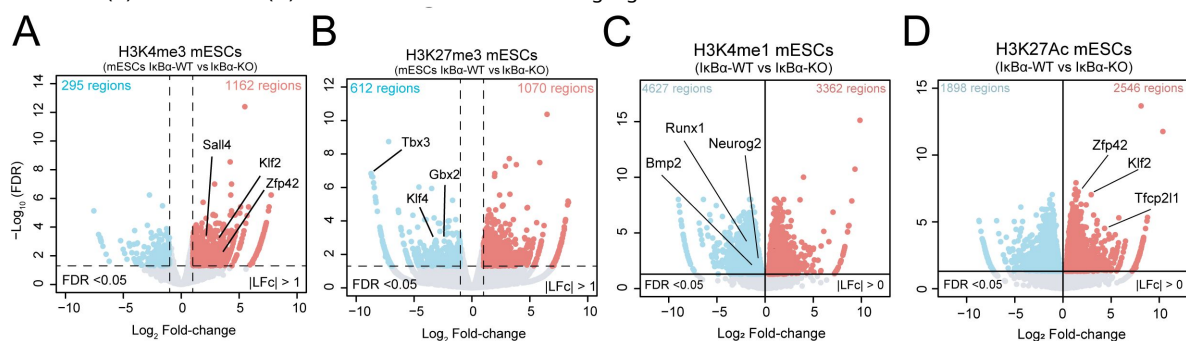 A
H3K4me3 mESCs
(mESCs IκBα-WT vs IκBα-KO)
295 regions
1162 regions
Sall4
Klf2
Zfp42
FDR <0.05
|LFc| > 1
−Log10 (FDR)
0 2 4 6 8 10 12 14
−10 −5 0 5 10
Log2 Fold-change
B
H3K27me3 mESCs
(mESCs IκBα-WT vs IκBα-KO)
612 regions
1070 regions
Tbx3
Gbx2
Klf4
FDR <0.05
|LFc| > 1
0 2 4 6 8 10 12
−10 −5 0 5 10
Log2 Fold-change
C
H3K4me1 mESCs
(IκBα-WT vs IκBα-KO)
4627 regions
3362 regions
Runx1
Neurog2
Bmp2
FDR <0.05
|LFc| > 0
0 5 10 15
−10 −5 0 5 10
Log₂ Fold-change
D
H3K27Ac mESCs
(IκBα-WT vs IκBα-KO)
1898 regions
2546 regions
Zfp42
Klf2
Tfcp2l1
FDR <0.05
|LFc| > 0
0 5 10 15
−10 −5 0 5 10
Log₂ Fold-change